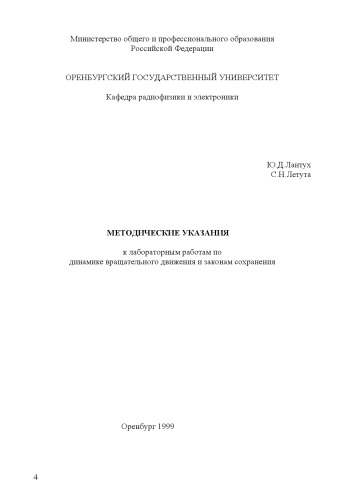 Министерство общего и профессионального образования
Российской Федерации
ОРЕНБУРГСКИЙ ГОСУДАРСТВЕННЫЙ УНИВЕРСИТЕТ
Кафедра радиофизики и электроники
Ю.Д.Лантух
С.Н.Летута
МЕТОДИЧЕСКИЕ УКАЗАНИЯ
к лабораторным работам по
динамике вращательного движения и законам сохранения
Оренбург 1999
4